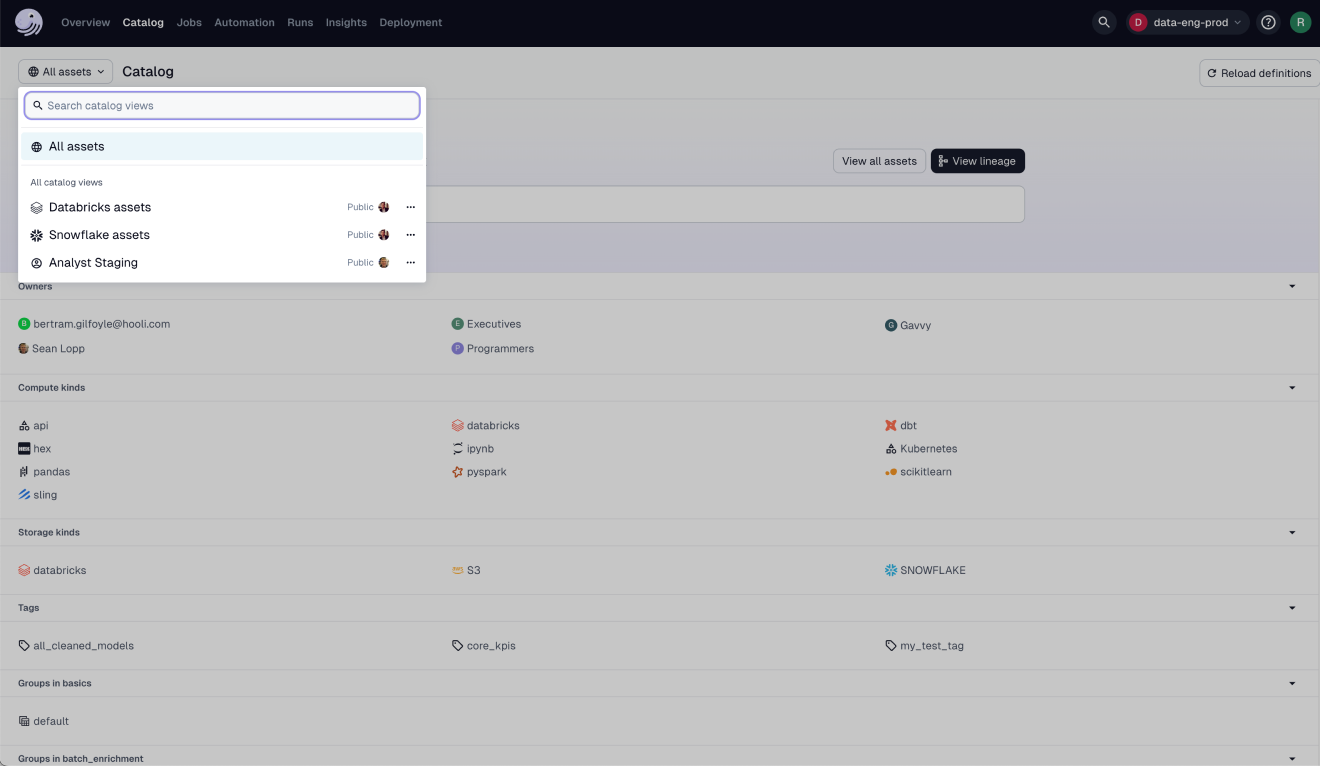 Overview Catalog Jobs Automation Runs Insights Deployment D data-eng-prod ? R
All assets Catalog Reload definitions
Search catalog views
All assets
View all assets View lineage
All catalog views
Databricks assets Public
Snowflake assets Public
Analyst Staging Public
Owners
B bertram.gilfoyle@hooli.com E Executives G Gavvy
Sean Lopp P Programmers
Compute kinds
api databricks dbt
HEX hex ipynb Kubernetes
pandas pyspark scikitlearn
sling
Storage kinds
databricks S3 SNOWFLAKE
Tags
all_cleaned_models core_kpis my_test_tag
Groups in basics
default
Groups in batch_enrichment